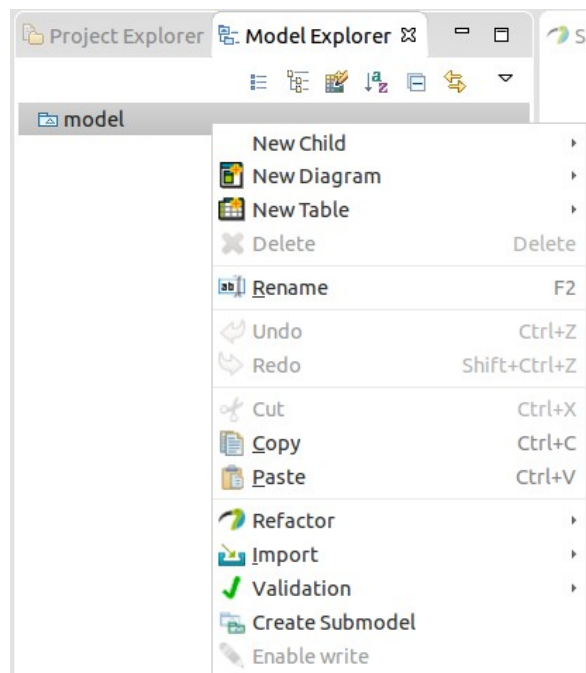 Project Explorer Model Explorer S
model
New Child
New Diagram
New Table
Delete Delete
Rename F2
Undo Ctrl+Z
Redo Shift+Ctrl+Z
Cut Ctrl+X
Copy Ctrl+C
Paste Ctrl+V
Refactor
Import
Validation
Create Submodel
Enable write